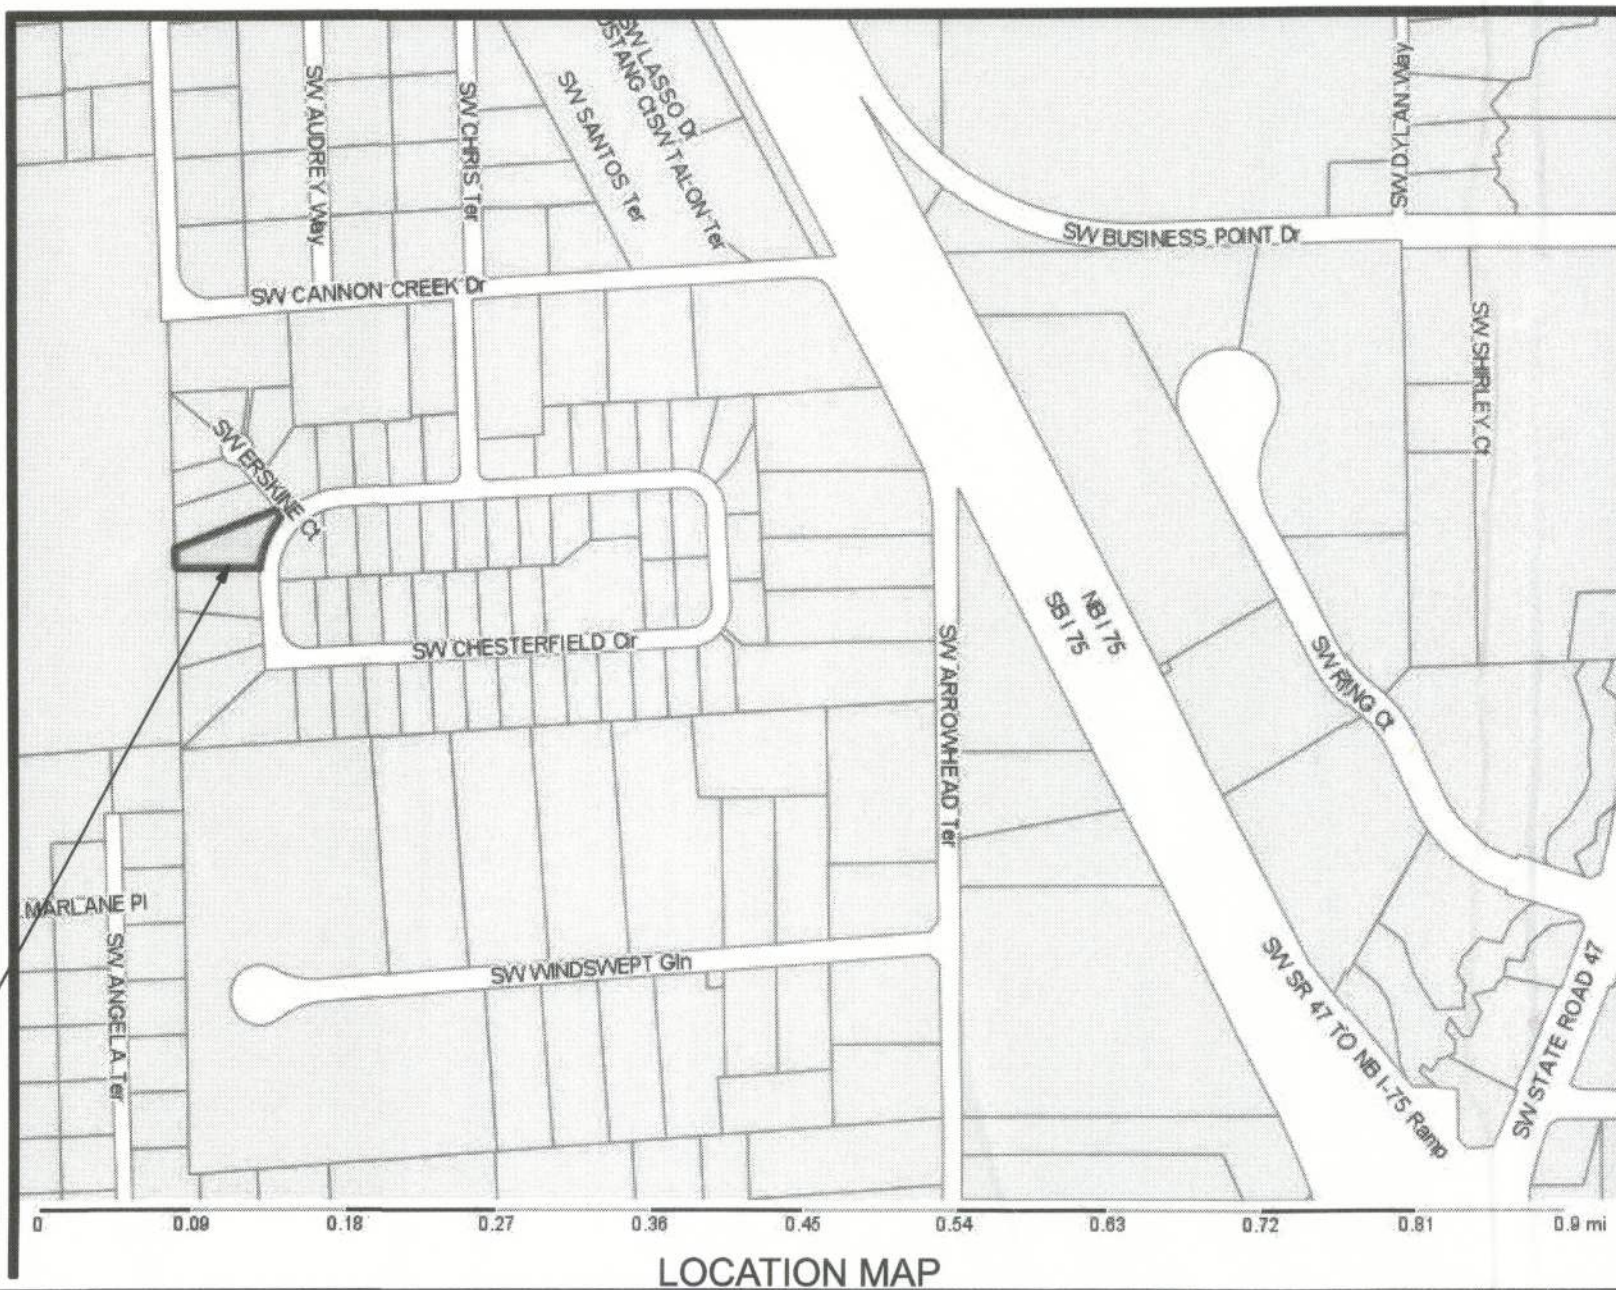 SW LASSO Dr
SW TALON Ter
SW SANTOS Ter
SW AUDREY Way
SW CHRIS Ter
SW DYLAN Way
SW BUSINESS POINT Dr
SW CANNON CREEK Dr
SW SHIRLEY Ct
SW ERSKINE Ct
NB I 75
SB I 75
SW CHESTERFIELD Cir
SW ARROWHEAD Ter
SW RING Ct
MARLANE Pl
SW ANGELA Ter
SW WINDSWEPT Gln
SW SR 47 TO NB I-75 Ramp
SW STATE ROAD 47
0 0.09 0.18 0.27 0.36 0.45 0.54 0.63 0.72 0.81 0.9 mi
LOCATION MAP